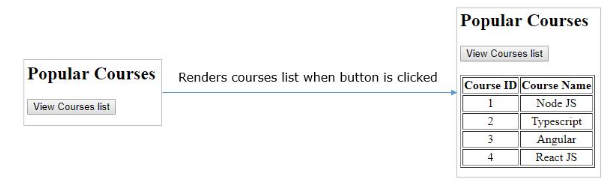 Popular Courses
View Courses list
Renders courses list when button is clicked
Popular Courses
View Courses list
Course ID Course Name
1 Node JS
2 Typescript
3 Angular
4 React JS